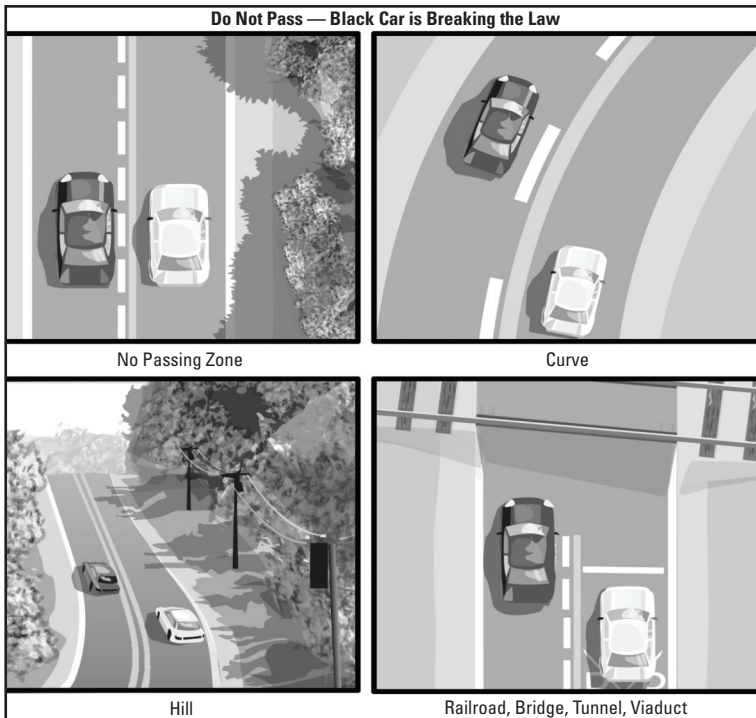 Do Not Pass — Black Car is Breaking the Law
No Passing Zone
Curve
Hill
Railroad, Bridge, Tunnel, Viaduct